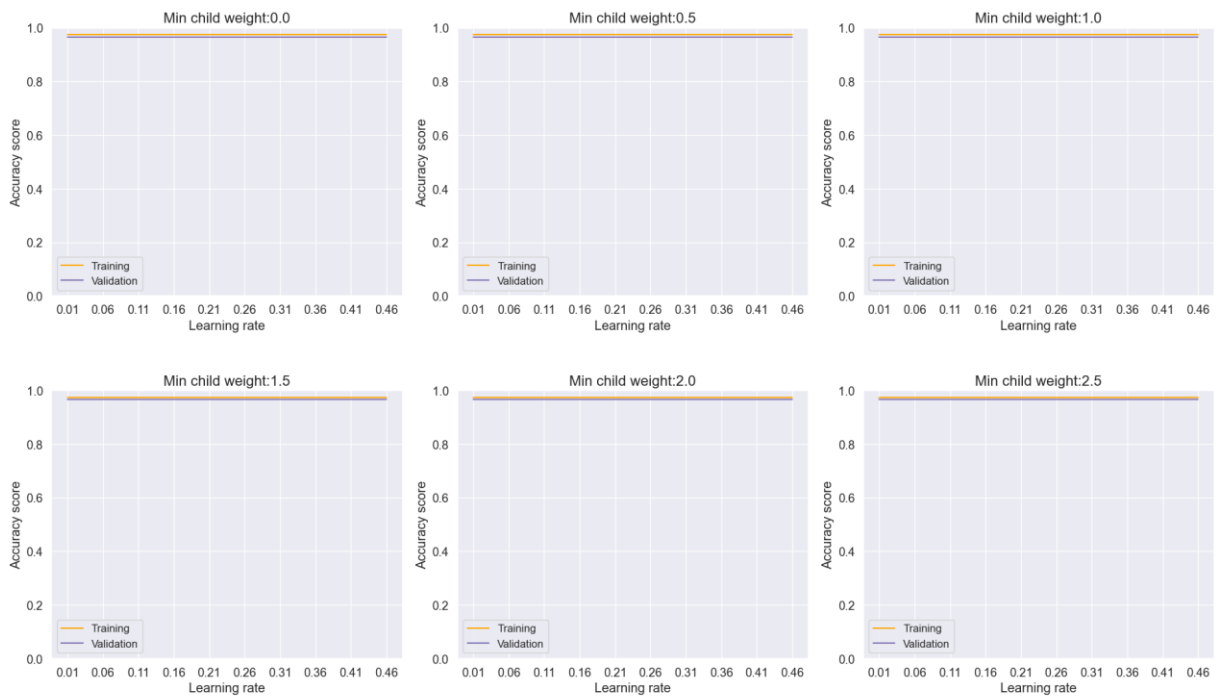 Min child weight:0.0
1.0
0.8
0.6
0.4
0.2
0.0
Accuracy score
Training
Validation
0.01 0.06 0.11 0.16 0.21 0.26 0.31 0.36 0.41 0.46
Learning rate
Min child weight:0.5
1.0
0.8
0.6
0.4
0.2
0.0
Accuracy score
Training
Validation
0.01 0.06 0.11 0.16 0.21 0.26 0.31 0.36 0.41 0.46
Learning rate
Min child weight:1.0
1.0
0.8
0.6
0.4
0.2
0.0
Accuracy score
Training
Validation
0.01 0.06 0.11 0.16 0.21 0.26 0.31 0.36 0.41 0.46
Learning rate
Min child weight:1.5
1.0
0.8
0.6
0.4
0.2
0.0
Accuracy score
Training
Validation
0.01 0.06 0.11 0.16 0.21 0.26 0.31 0.36 0.41 0.46
Learning rate
Min child weight:2.0
1.0
0.8
0.6
0.4
0.2
0.0
Accuracy score
Training
Validation
0.01 0.06 0.11 0.16 0.21 0.26 0.31 0.36 0.41 0.46
Learning rate
Min child weight:2.5
1.0
0.8
0.6
0.4
0.2
0.0
Accuracy score
Training
Validation
0.01 0.06 0.11 0.16 0.21 0.26 0.31 0.36 0.41 0.46
Learning rate